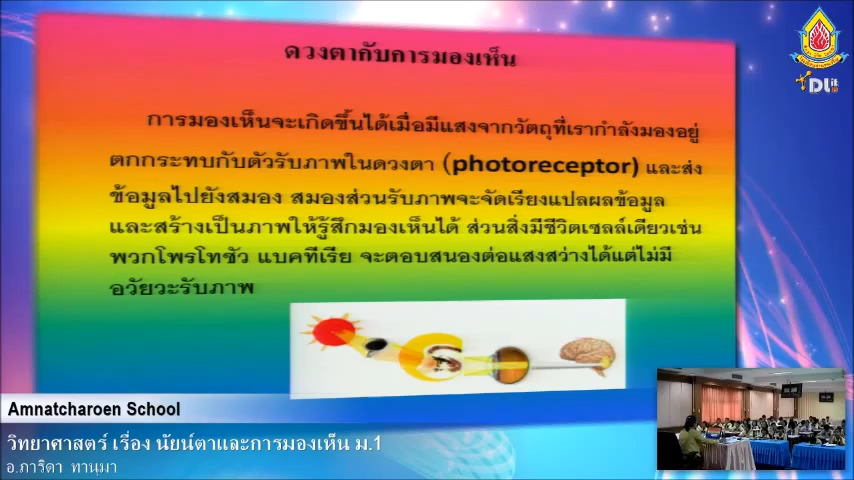 ดวงตากับการมองเห็น
การมองเห็นจะเกิดขึ้นได้เมื่อมีแสงจากวัตถุที่เรากำลังมองอยู่
ตกกระทบกับตัวรับภาพในดวงตา (photoreceptor) และส่ง
ข้อมูลไปยังสมอง สมองส่วนรับภาพจะจัดเรียงแปลผลข้อมูล
และสร้างเป็นภาพให้รู้สึกมองเห็นได้ ส่วนสิ่งมีชีวิตเซลล์เดียวเช่น
พวกโพรโทซัว แบคทีเรีย จะตอบสนองต่อแสงสว่างได้แต่ไม่มี
อวัยวะรับภาพ
DLit
Amnatcharoen School
วิทยาศาสตร์ เรื่อง นัยน์ตาและการมองเห็น ม.1
อ.ภาริดา ทานุมา